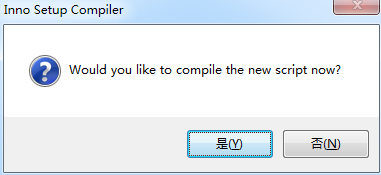 Inno Setup Compiler
Would you like to compile the new script now?
是(Y)
否(N)